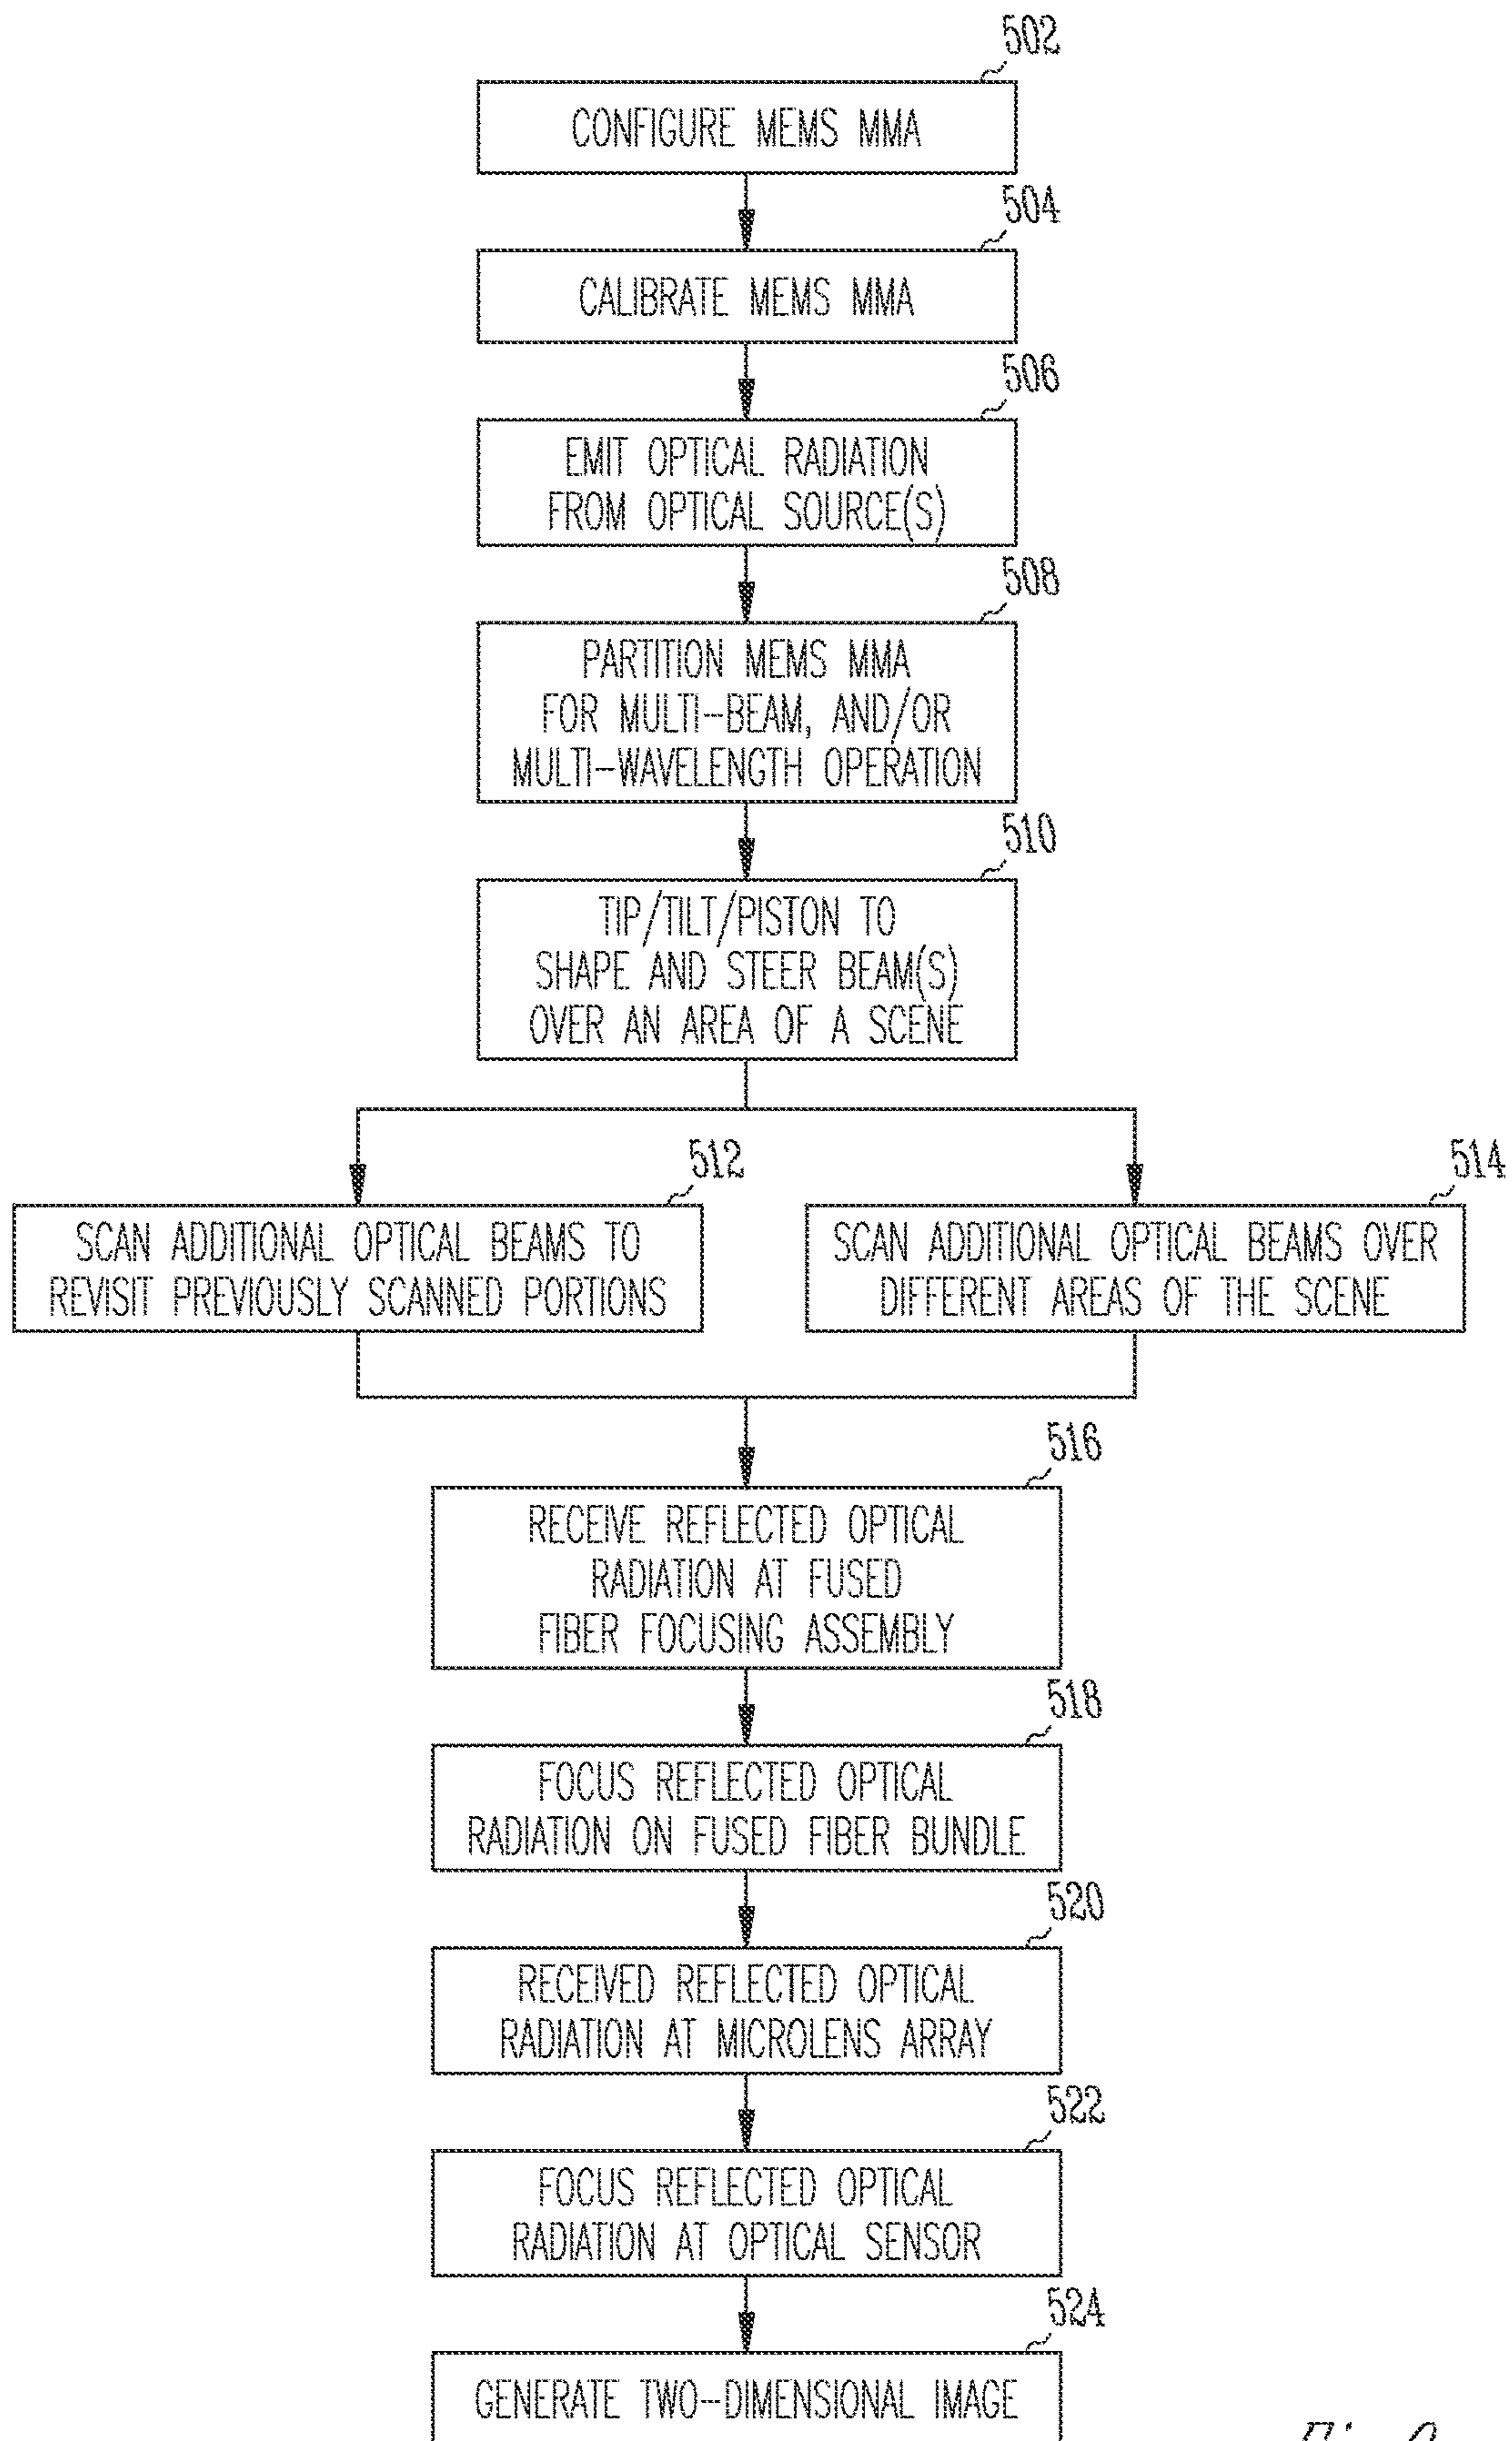 502
CONFIGURE MEMS MMA
504
CALIBRATE MEMS MMA
506
EMIT OPTICAL RADIATION
FROM OPTICAL SOURCE(S)
508
PARTITION MEMS MMA
FOR MULTI-BEAM, AND/OR
MULTI-WAVELENGTH OPERATION
510
TIP/TILT/PISTON TO
SHAPE AND STEER BEAM(S)
OVER AN AREA OF A SCENE
512
SCAN ADDITIONAL OPTICAL BEAMS TO
REVISIT PREVIOUSLY SCANNED PORTIONS
514
SCAN ADDITIONAL OPTICAL BEAMS OVER
DIFFERENT AREAS OF THE SCENE
516
RECEIVE REFLECTED OPTICAL
RADIATION AT FUSED
FIBER FOCUSING ASSEMBLY
518
FOCUS REFLECTED OPTICAL
RADIATION ON FUSED FIBER BUNDLE
520
RECEIVED REFLECTED OPTICAL
RADIATION AT MICROLENS ARRAY
522
FOCUS REFLECTED OPTICAL
RADIATION AT OPTICAL SENSOR
524
GENERATE TWO-DIMENSIONAL IMAGE